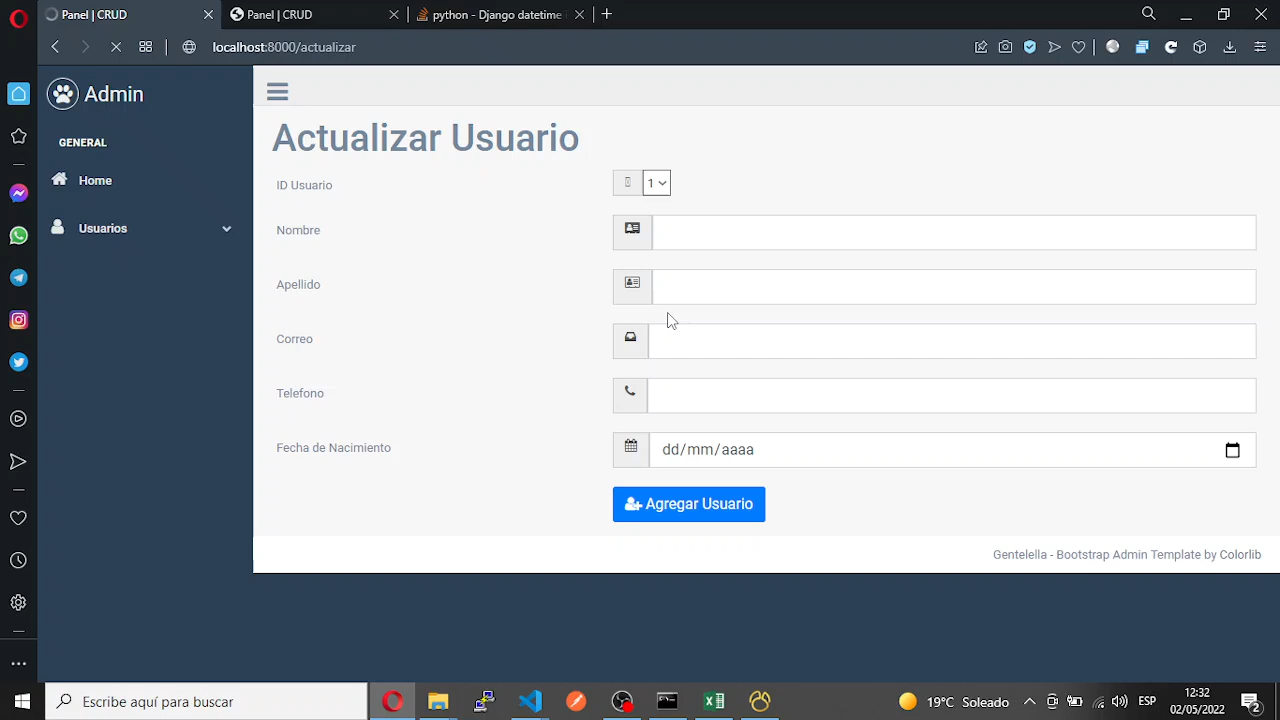 Panel | CRUD
Panel | CRUD
python - Django datetime
localhost:8000/actualizar
Admin
GENERAL
Home
Usuarios
Actualizar Usuario
ID Usuario
1
Nombre
Apellido
Correo
Telefono
Fecha de Nacimiento
dd/mm/aaaa
Agregar Usuario
Gentelella - Bootstrap Admin Template by Colorlib
Escribe aquí para buscar
19°C Soleado
ESP
12:32
02/05/2022
2